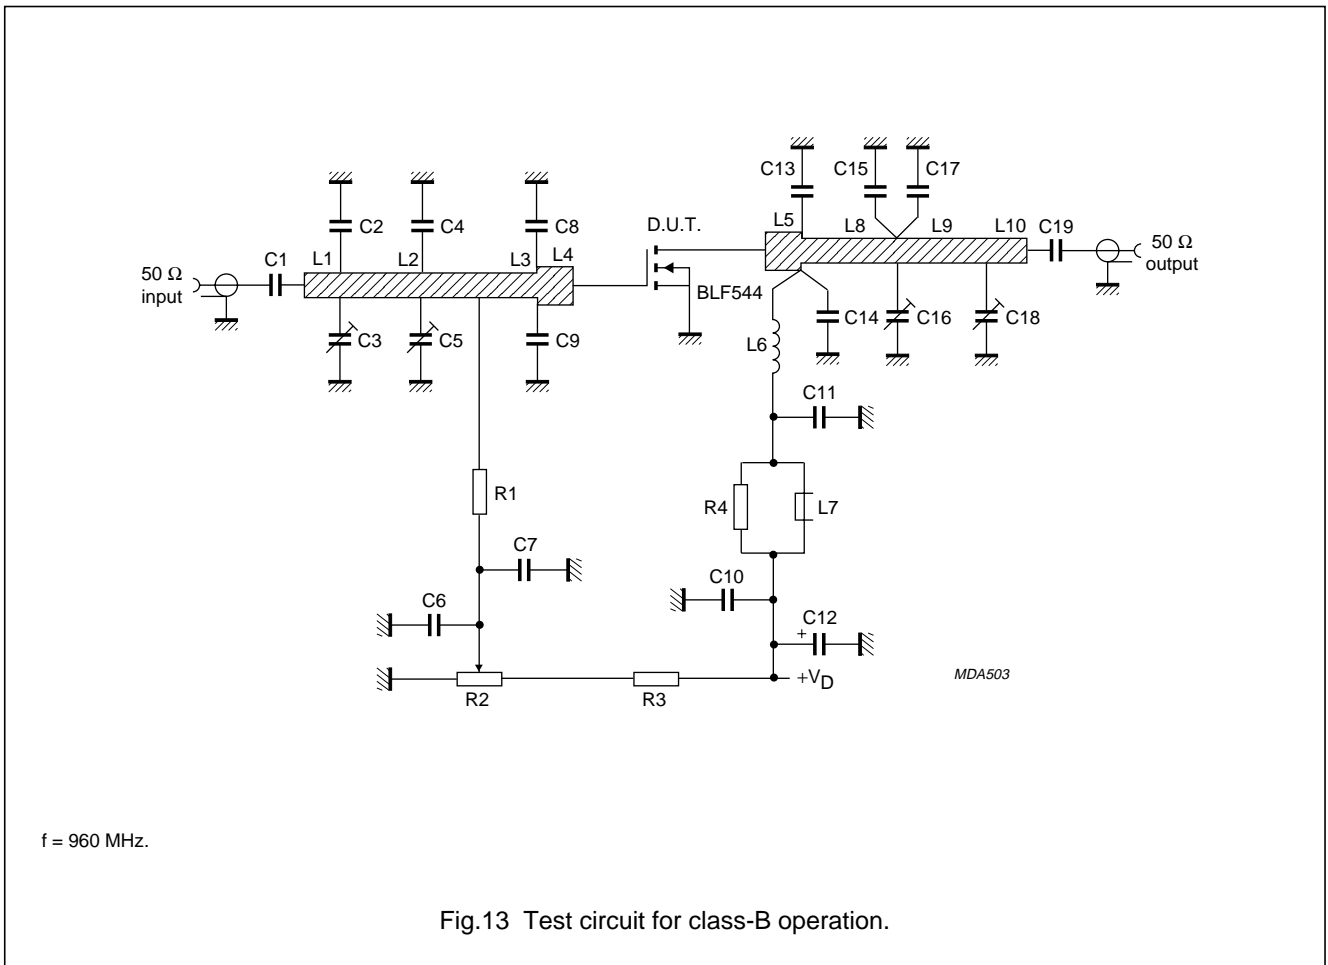 C13
C15
C17
C2
C4
C8
D.U.T.
L5
L8
L9
L10
C19
50 Ω
input
C1
L1
L2
L3
L4
50 Ω
output
BLF544
C3
C5
C9
L6
C14
C16
C18
C11
R1
R4
L7
C7
C10
C6
C12
+
R2
R3
+VD
MDA503
f = 960 MHz.
Fig.13 Test circuit for class-B operation.